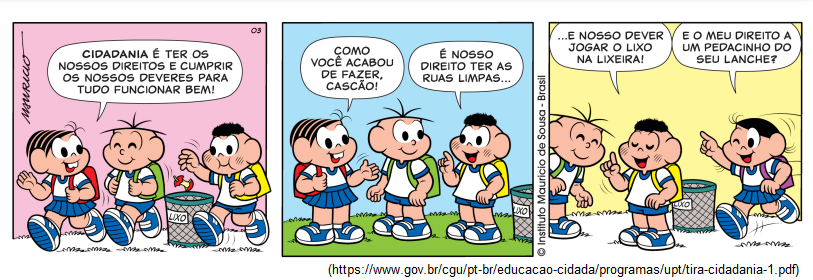 CIDADANIA É TER OS
NOSSOS DIREITOS E CUMPRIR
OS NOSSOS DEVERES PARA
TUDO FUNCIONAR BEM!
03
MAURICIO
LIXO
COMO
VOCÊ ACABOU
DE FAZER,
CASCÃO!
É NOSSO
DIREITO TER AS
RUAS LIMPAS...
LIXO
© Instituto Mauricio de Sousa - Brasil
...E NOSSO DEVER
JOGAR O LIXO
NA LIXEIRA!
E O MEU DIREITO A
UM PEDACINHO DO
SEU LANCHE?
LIXO
(https://www.gov.br/cgu/pt-br/educacao-cidada/programas/upt/tira-cidadania-1.pdf)